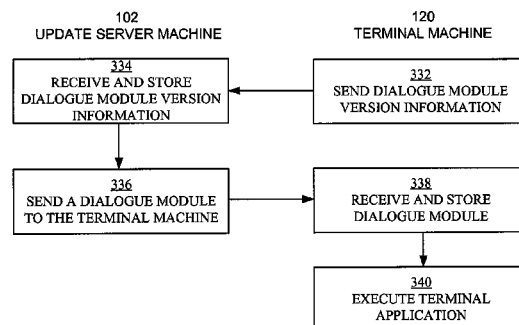 102
UPDATE SERVER MACHINE
120
TERMINAL MACHINE
334
RECEIVE AND STORE
DIALOGUE MODULE VERSION
INFORMATION
332
SEND DIALOGUE MODULE
VERSION INFORMATION
336
SEND A DIALOGUE MODULE
TO THE TERMINAL MACHINE
338
RECEIVE AND STORE
DIALOGUE MODULE
340
EXECUTE TERMINAL
APPLICATION